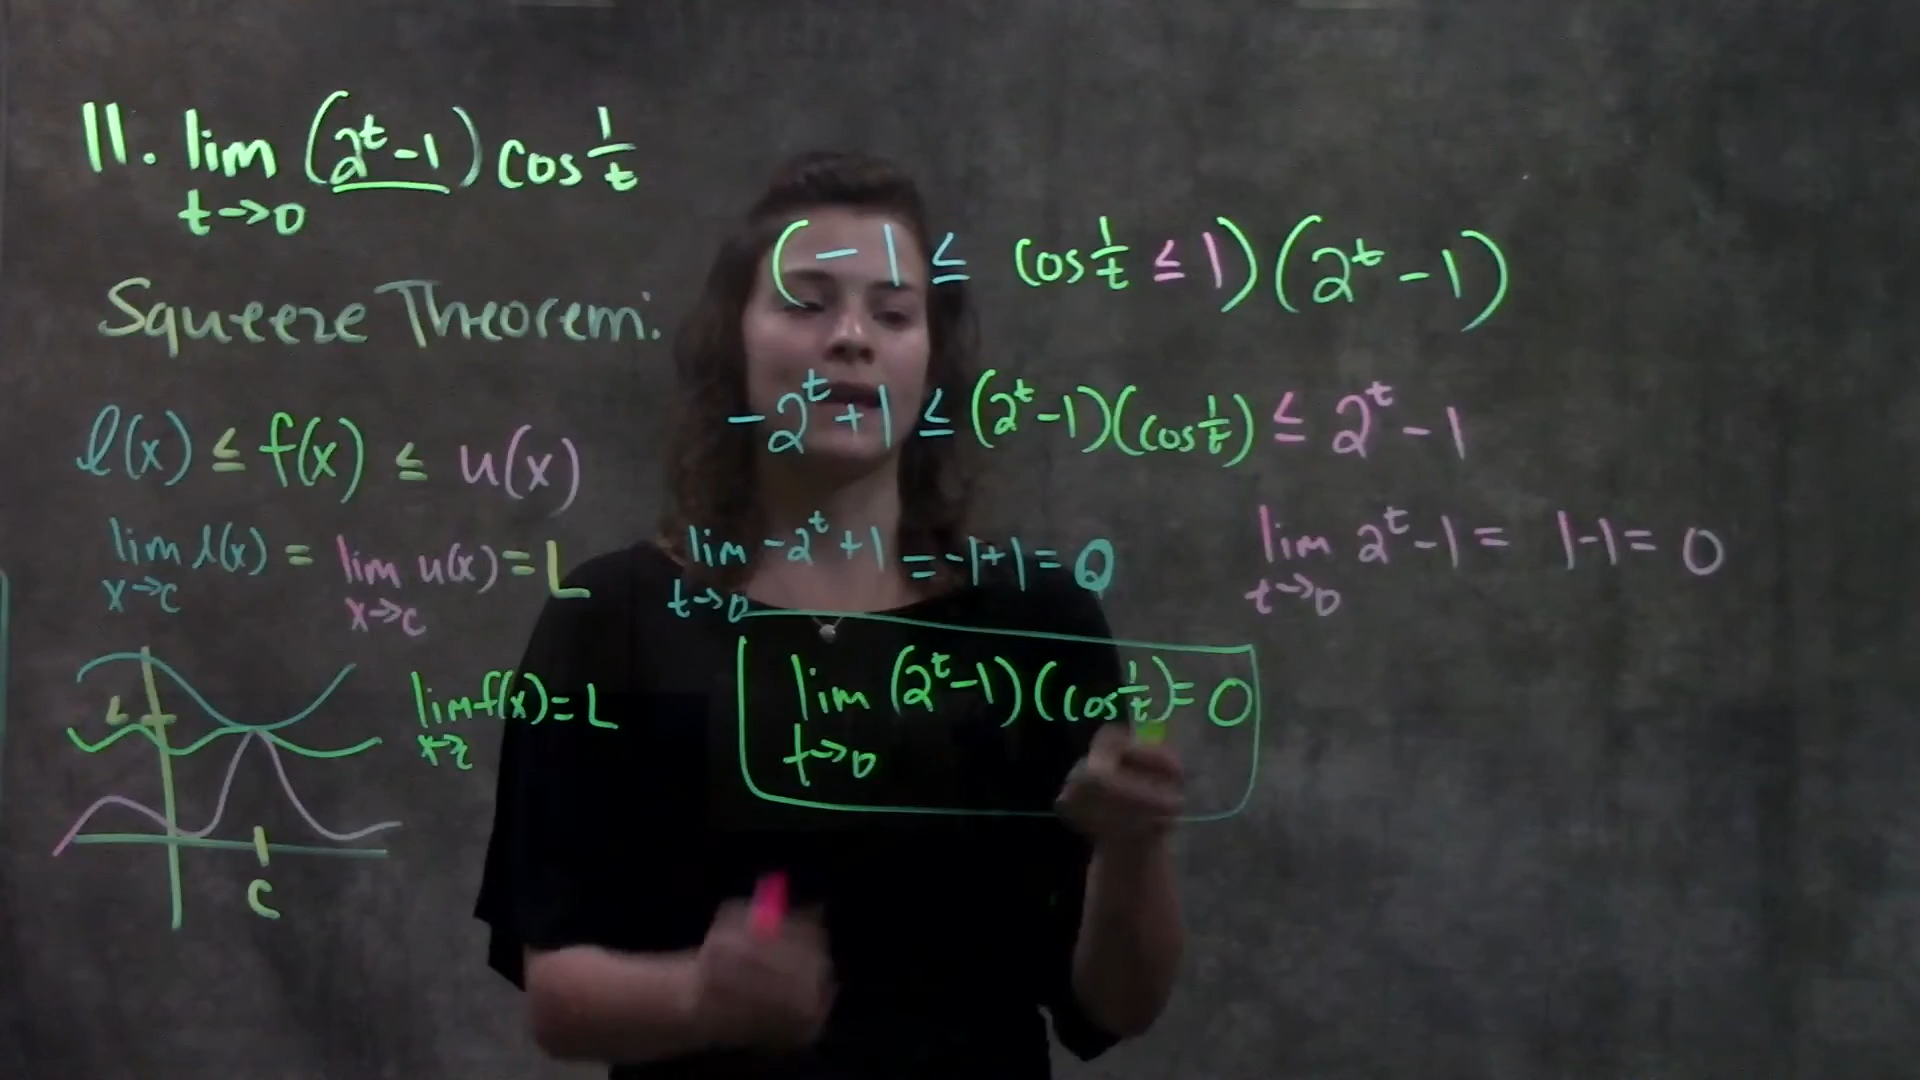 11. lim (2^t - 1) cos 1/t
t→0
Squeeze Theorem:
l(x) ≤ f(x) ≤ u(x)
lim l(x) = lim u(x) = L
x→c x→c
L
lim f(x) = L
x→c
c
(-1 ≤ cos 1/t ≤ 1)(2^t - 1)
-2^t + 1 ≤ (2^t - 1)(cos 1/t) ≤ 2^t - 1
lim -2^t + 1 = -1 + 1 = 0
t→0
lim 2^t - 1 = 1 - 1 = 0
t→0
lim (2^t - 1)(cos 1/t) = 0
t→0